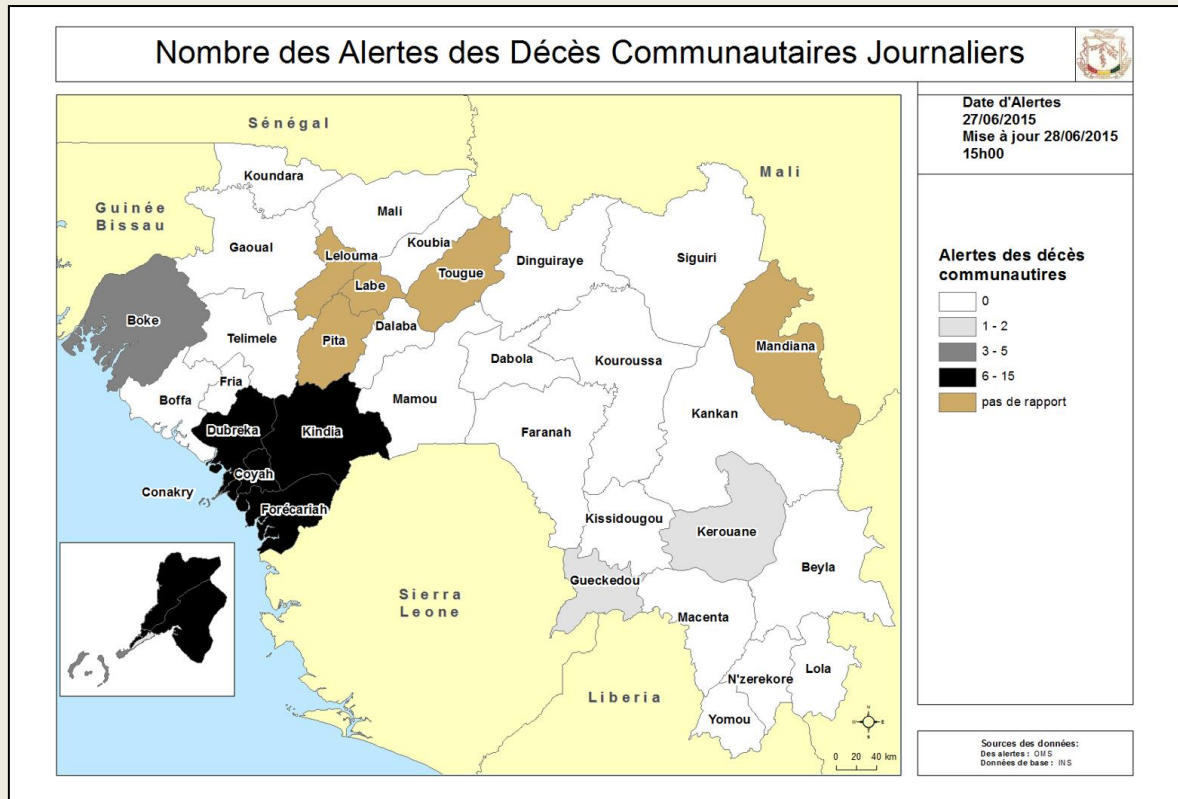 Nombre des Alertes des Décès Communautaires Journaliers
Date d'Alertes
27/06/2015
Mise à jour 28/06/2015
15h00
Alertes des décès
communautires
0
1 - 2
3 - 5
6 - 15
pas de rapport
Sénégal
Mali
Guinée
Bissau
Koundara
Mali
Gaoual
Koubia
Lelouma
Tougue
Dinguiraye
Siguiri
Labe
Boke
Telimele
Pita
Dalaba
Mandiana
Dabola
Kouroussa
Fria
Boffa
Mamou
Kankan
Dubreka
Kindia
Faranah
Coyah
Conakry
Forécariah
Kissidougou
Kerouane
Beyla
Gueckedou
Sierra
Leone
Macenta
N'zerekore
Lola
Liberia
Yomou
N
W
E
S
0 20 40 km
Sources des données:
Des alertes : OMS
Données de base : INS